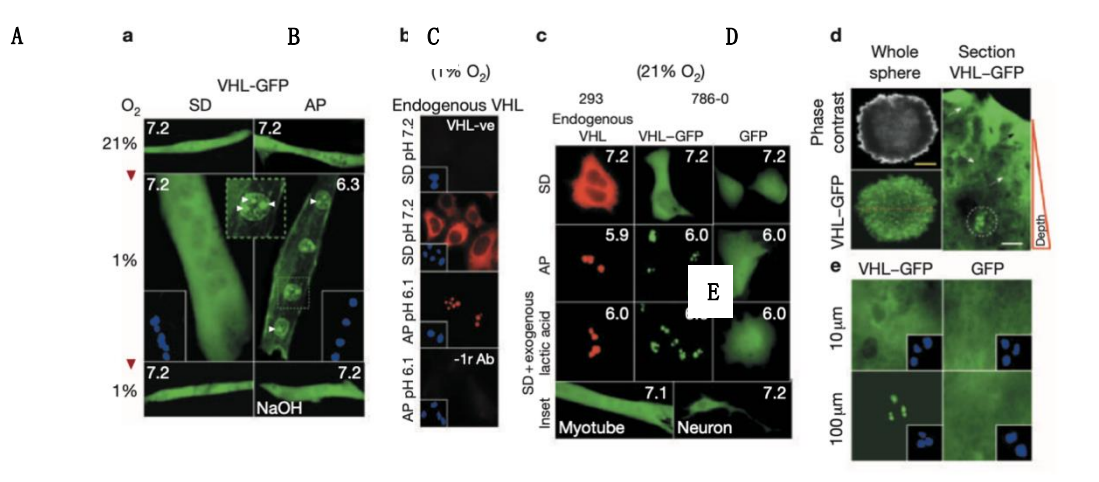 A
a
B
b
C
c
D
d
VHL-GFP
O₂
SD
AP
21%
7.2
7.2
1%
7.2
6.3
1%
7.2
7.2
NaOH
(1% O₂)
Endogenous VHL
SD pH 7.2
VHL-ve
SD pH 7.2
AP pH 6.1
AP pH 6.1
-1r Ab
(21% O₂)
293
786-0
Endogenous
VHL
VHL–GFP
GFP
SD
7.2
7.2
7.2
AP
5.9
6.0
6.0
E
SD + exogenous
lactic acid
6.0
6.0
Inset
7.1
Myotube
7.2
Neuron
Whole
sphere
Section
VHL–GFP
Phase
contrast
VHL–GFP
Depth
e
VHL–GFP
GFP
10 µm
100 µm